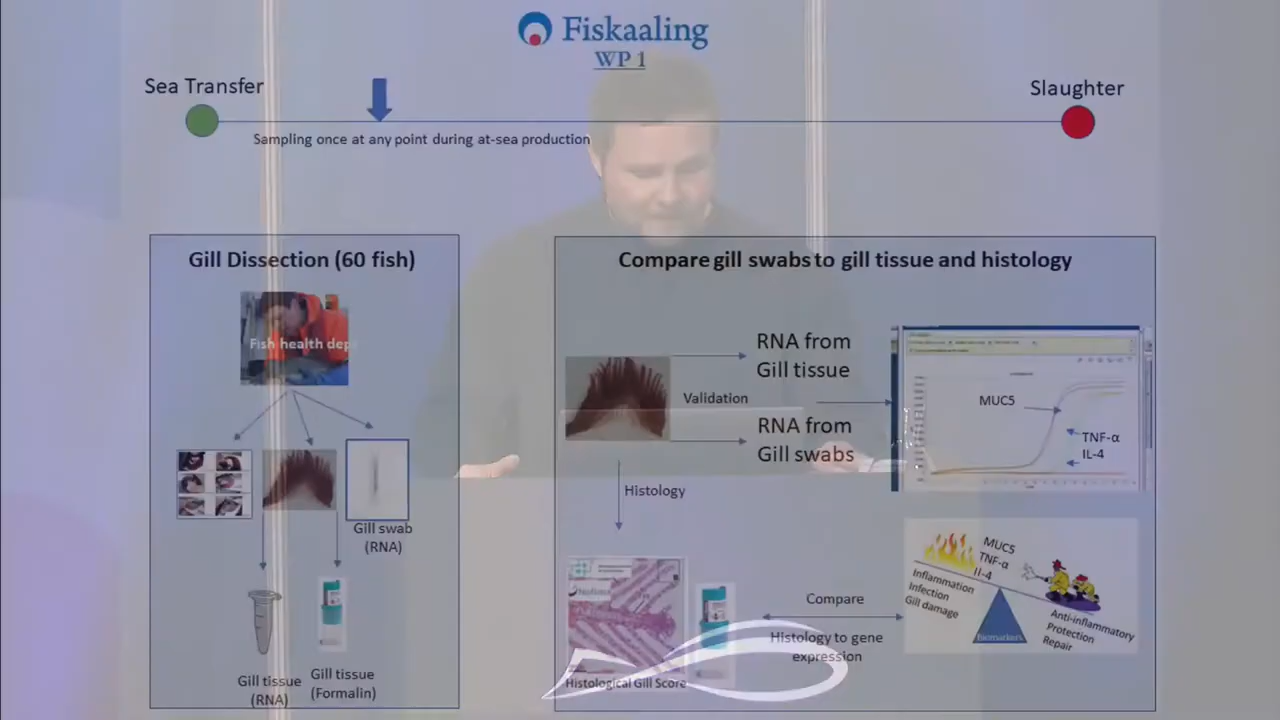 Fiskaaling
WP 1
Sea Transfer
Slaughter
Sampling once at any point during at-sea production
Gill Dissection (60 fish)
Fish health dep
Gill swab
(RNA)
Gill tissue
(RNA)
Gill tissue
(Formalin)
Compare gill swabs to gill tissue and histology
RNA from
Gill tissue
Validation
RNA from
Gill swabs
MUC5
TNF-α
IL-4
Histology
Histological Gill Score
Compare
Histology to gene
expression
MUC5
TNF-α
IL-4
Inflammation
Infection
Gill damage
Biomarkers
Anti-inflammatory
Protection
Repair